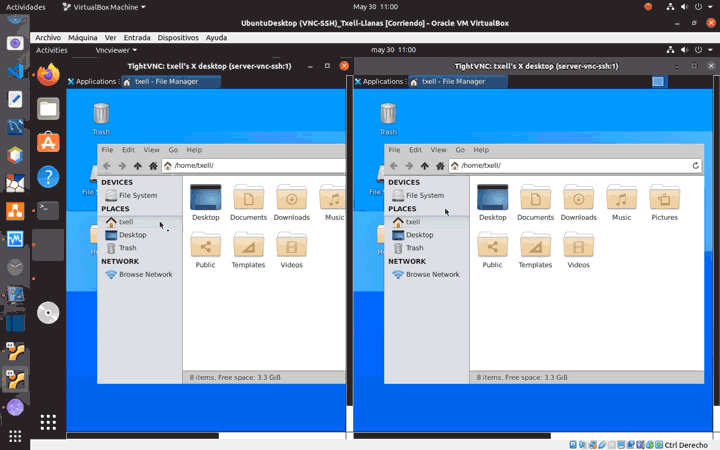 Actividades VirtualBox Machine May 30 11:00
UbuntuDesktop (VNC-SSH)_Txell-Llanas [Corriendo] - Oracle VM VirtualBox
Archivo Máquina Ver Entrada Dispositivos Ayuda
Activities Vncviewer may 30 11:00
TightVNC: txell's X desktop (server-vnc-ssh:1)
Applications txell - File Manager
Trash
File Edit View Go Help
/home/txell/
DEVICES
File System
PLACES
txell
Desktop
Trash
NETWORK
Browse Network
Desktop Documents Downloads Music
Public Templates Videos
8 items, Free space: 3.3 GiB
File S
TightVNC: txell's X desktop (server-vnc-ssh:1)
Applications txell - File Manager
Trash
File Edit View Go Help
/home/txell/
DEVICES
File System
PLACES
txell
Desktop
Trash
NETWORK
Browse Network
Desktop Documents Downloads Music Pictures
Public Templates Videos
8 items, Free space: 3.3 GiB
File S
Ctrl Derecho